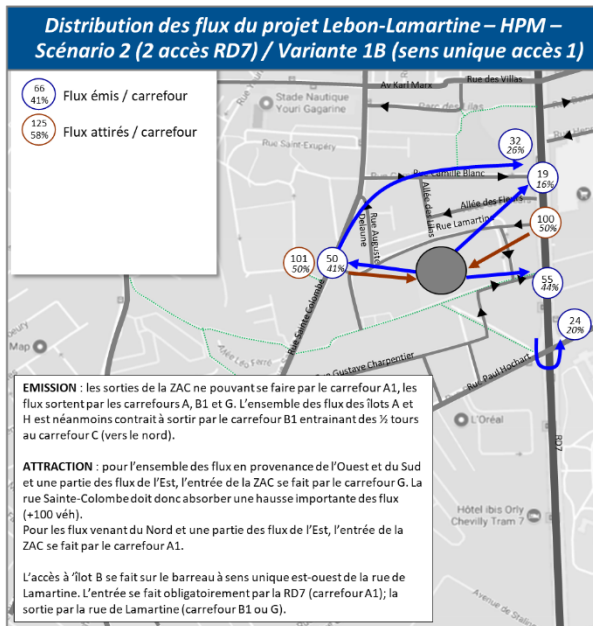 Distribution des flux du projet Lebon-Lamartine – HPM –
Scénario 2 (2 accès RD7) / Variante 1B (sens unique accès 1)
66
41%
Flux émis / carrefour
125
58%
Flux attirés / carrefour
Rue des Villas
Av Karl Marx
Stade Nautique
Youri Gagarine
Parc des Lilas
Rue Saint-Exupéry
32
26%
Rue Camille Blanc
19
16%
Allée des Lilas
Allée des Fleurs
Rue Lamartine
Rue Auguste
Delaune
100
50%
101
50%
50
41%
55
44%
24
20%
Rue Sainte Colombe
Map
Allée Léo Ferré
Rue Gustave Charpentier
Rue Paul Hochart
L'Oréal
RD7
Hôtel ibis Orly
Chevilly Tram 7
Avenue de Stalingrad
EMISSION : les sorties de la ZAC ne pouvant se faire par le carrefour A1, les
flux sortent par les carrefours A, B1 et G. L'ensemble des flux des îlots A et
H est néanmoins contrait à sortir par le carrefour B1 entrainant des ½ tours
au carrefour C (vers le nord).
ATTRACTION : pour l'ensemble des flux en provenance de l'Ouest et du Sud
et une partie des flux de l'Est, l'entrée de la ZAC se fait par le carrefour G. La
rue Sainte-Colombe doit donc absorber une hausse importante des flux
(+100 véh).
Pour les flux venant du Nord et une partie des flux de l'Est, l'entrée de la
ZAC se fait par le carrefour A1.
L'accès à 'îlot B se fait sur le barreau à sens unique est-ouest de la rue de
Lamartine. L'entrée se fait obligatoirement par la RD7 (carrefour A1); la
sortie par la rue de Lamartine (carrefour B1 ou G).